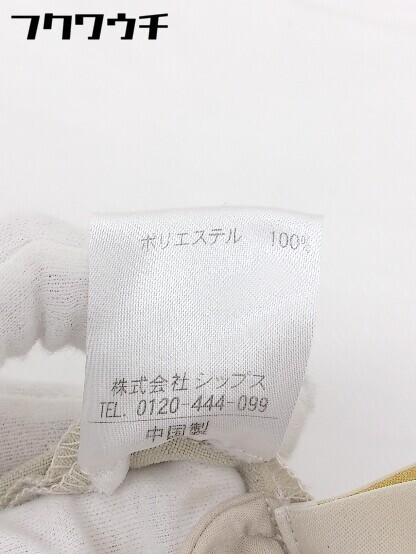 フクワウチ
ポリエステル 100%
株式会社 シップス
TEL. 0120-444-099
中国製